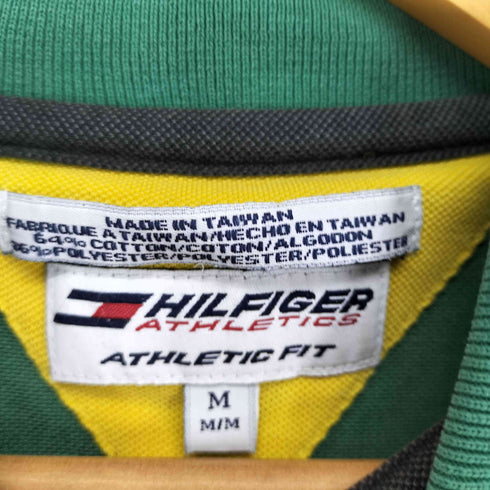 MADE IN TAIWAN
FABRIQUE A TAIWAN/HECHO EN TAIWAN
64% COTTON/COTON/ALGODON
36% POLYESTER/POLYESTER/POLIESTER
HILFIGER
ATHLETICS
ATHLETIC FIT
M
M/M